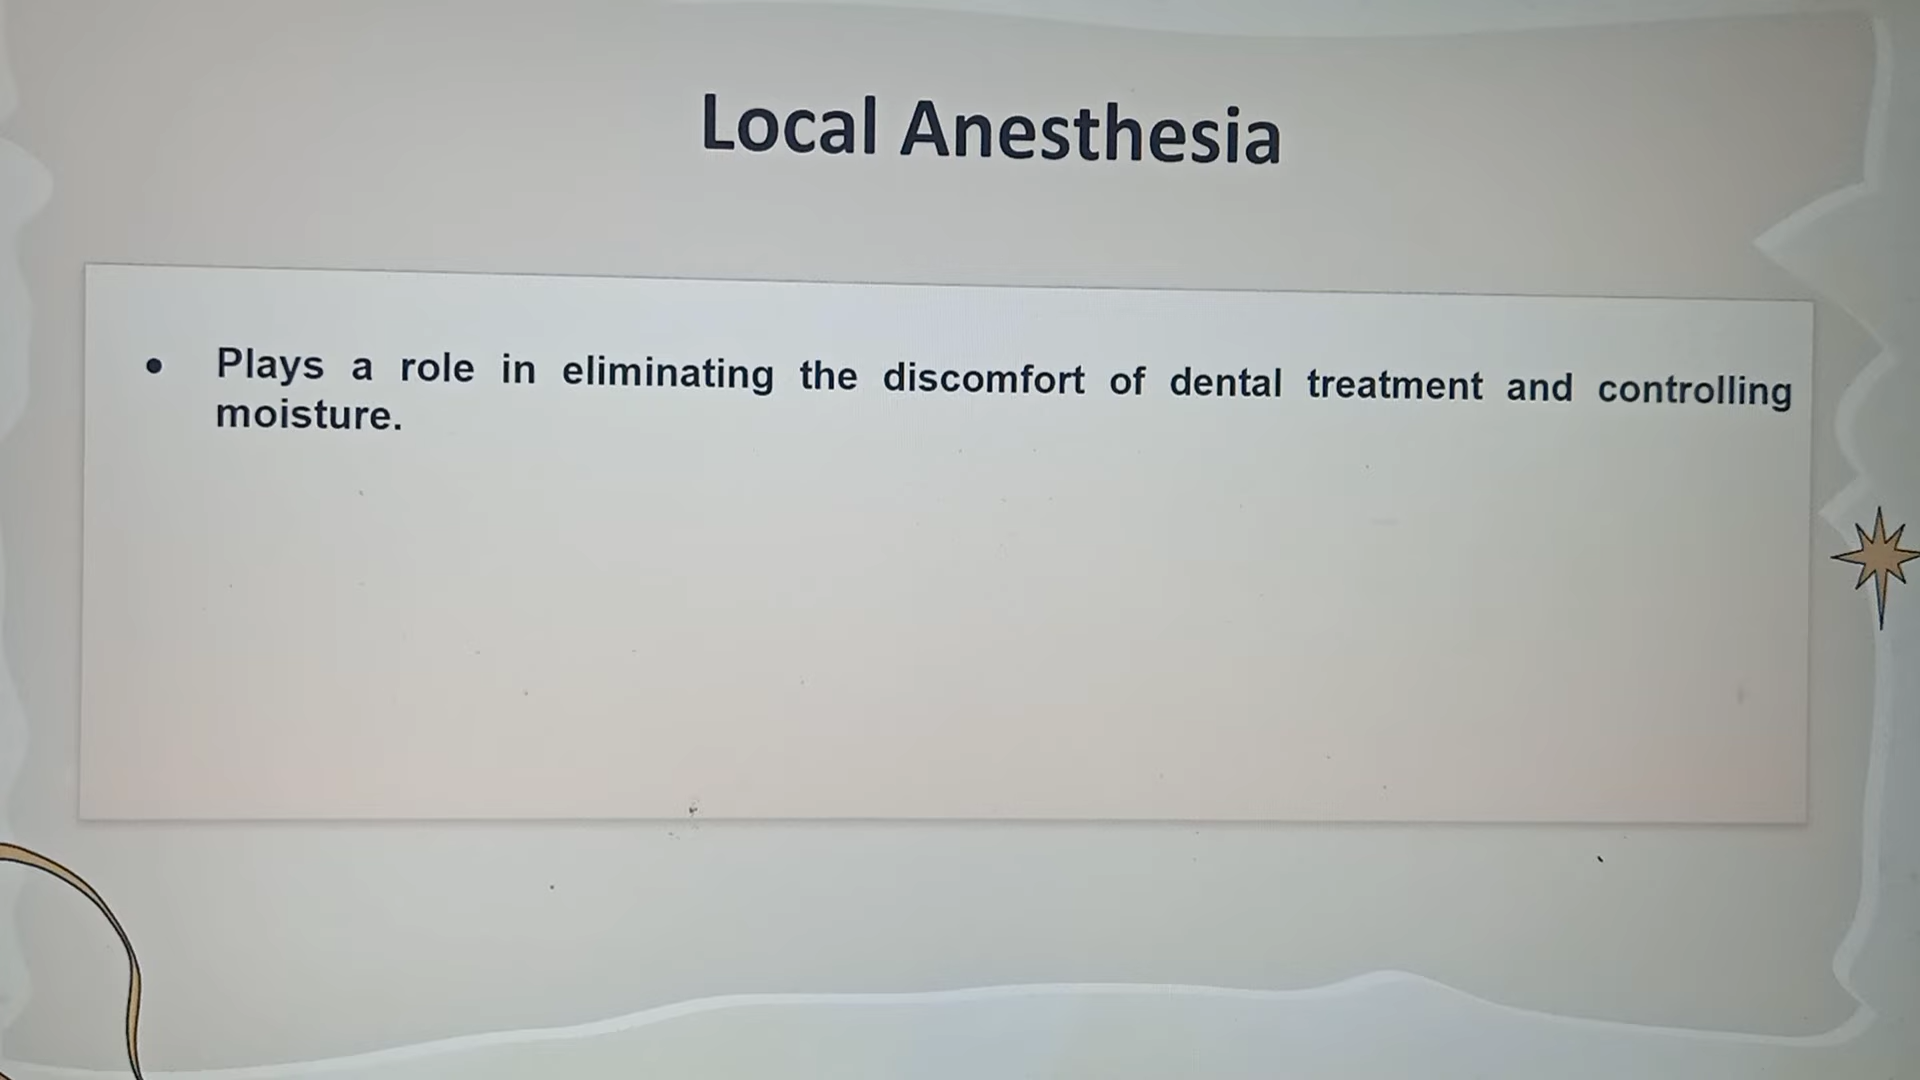 Local Anesthesia
• Plays a role in eliminating the discomfort of dental treatment and controlling
moisture.